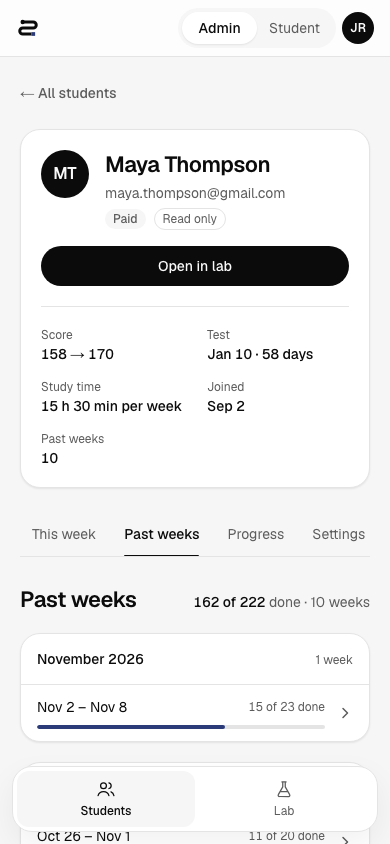 Admin
Student
JR
← All students
MT
Maya Thompson
maya.thompson@gmail.com
Paid
Read only
Open in lab
Score
Test
158 → 170
Jan 10 · 58 days
Study time
Joined
15 h 30 min per week
Sep 2
Past weeks
10
This week
Past weeks
Progress
Settings
Past weeks
162 of 222 done · 10 weeks
November 2026
1 week
Nov 2 – Nov 8
15 of 23 done
Students
Lab
Oct 26 – Nov 1
11 of 20 done